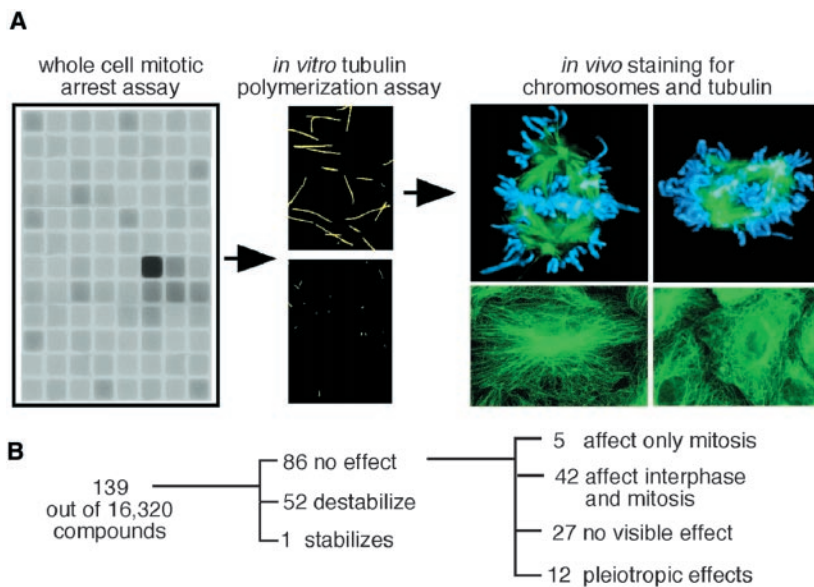 A
whole cell mitotic
arrest assay
in vitro tubulin
polymerization assay
in vivo staining for
chromosomes and tubulin
B
139
out of 16,320
compounds
86 no effect
52 destabilize
1 stabilizes
5 affect only mitosis
42 affect interphase
and mitosis
27 no visible effect
12 pleiotropic effects